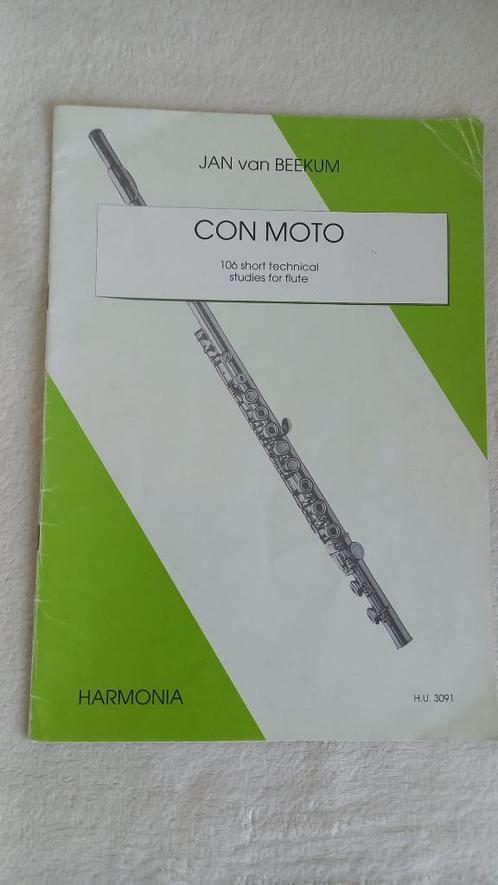 JAN van BEEKUM
CON MOTO
106 short technical
studies for flute
HARMONIA
H.U. 3091